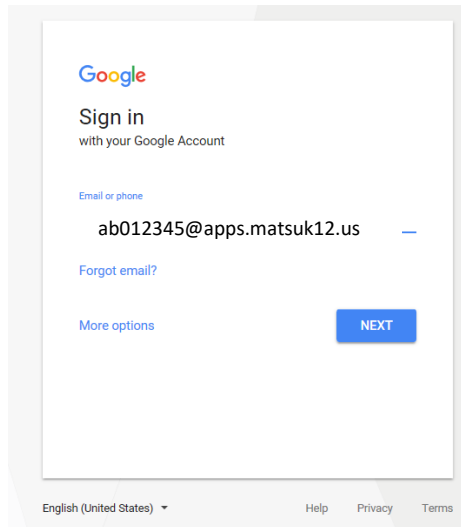 Google
Sign in
with your Google Account
Email or phone
ab012345@apps.matsuk12.us
Forgot email?
More options
NEXT
English (United States)
Help Privacy Terms